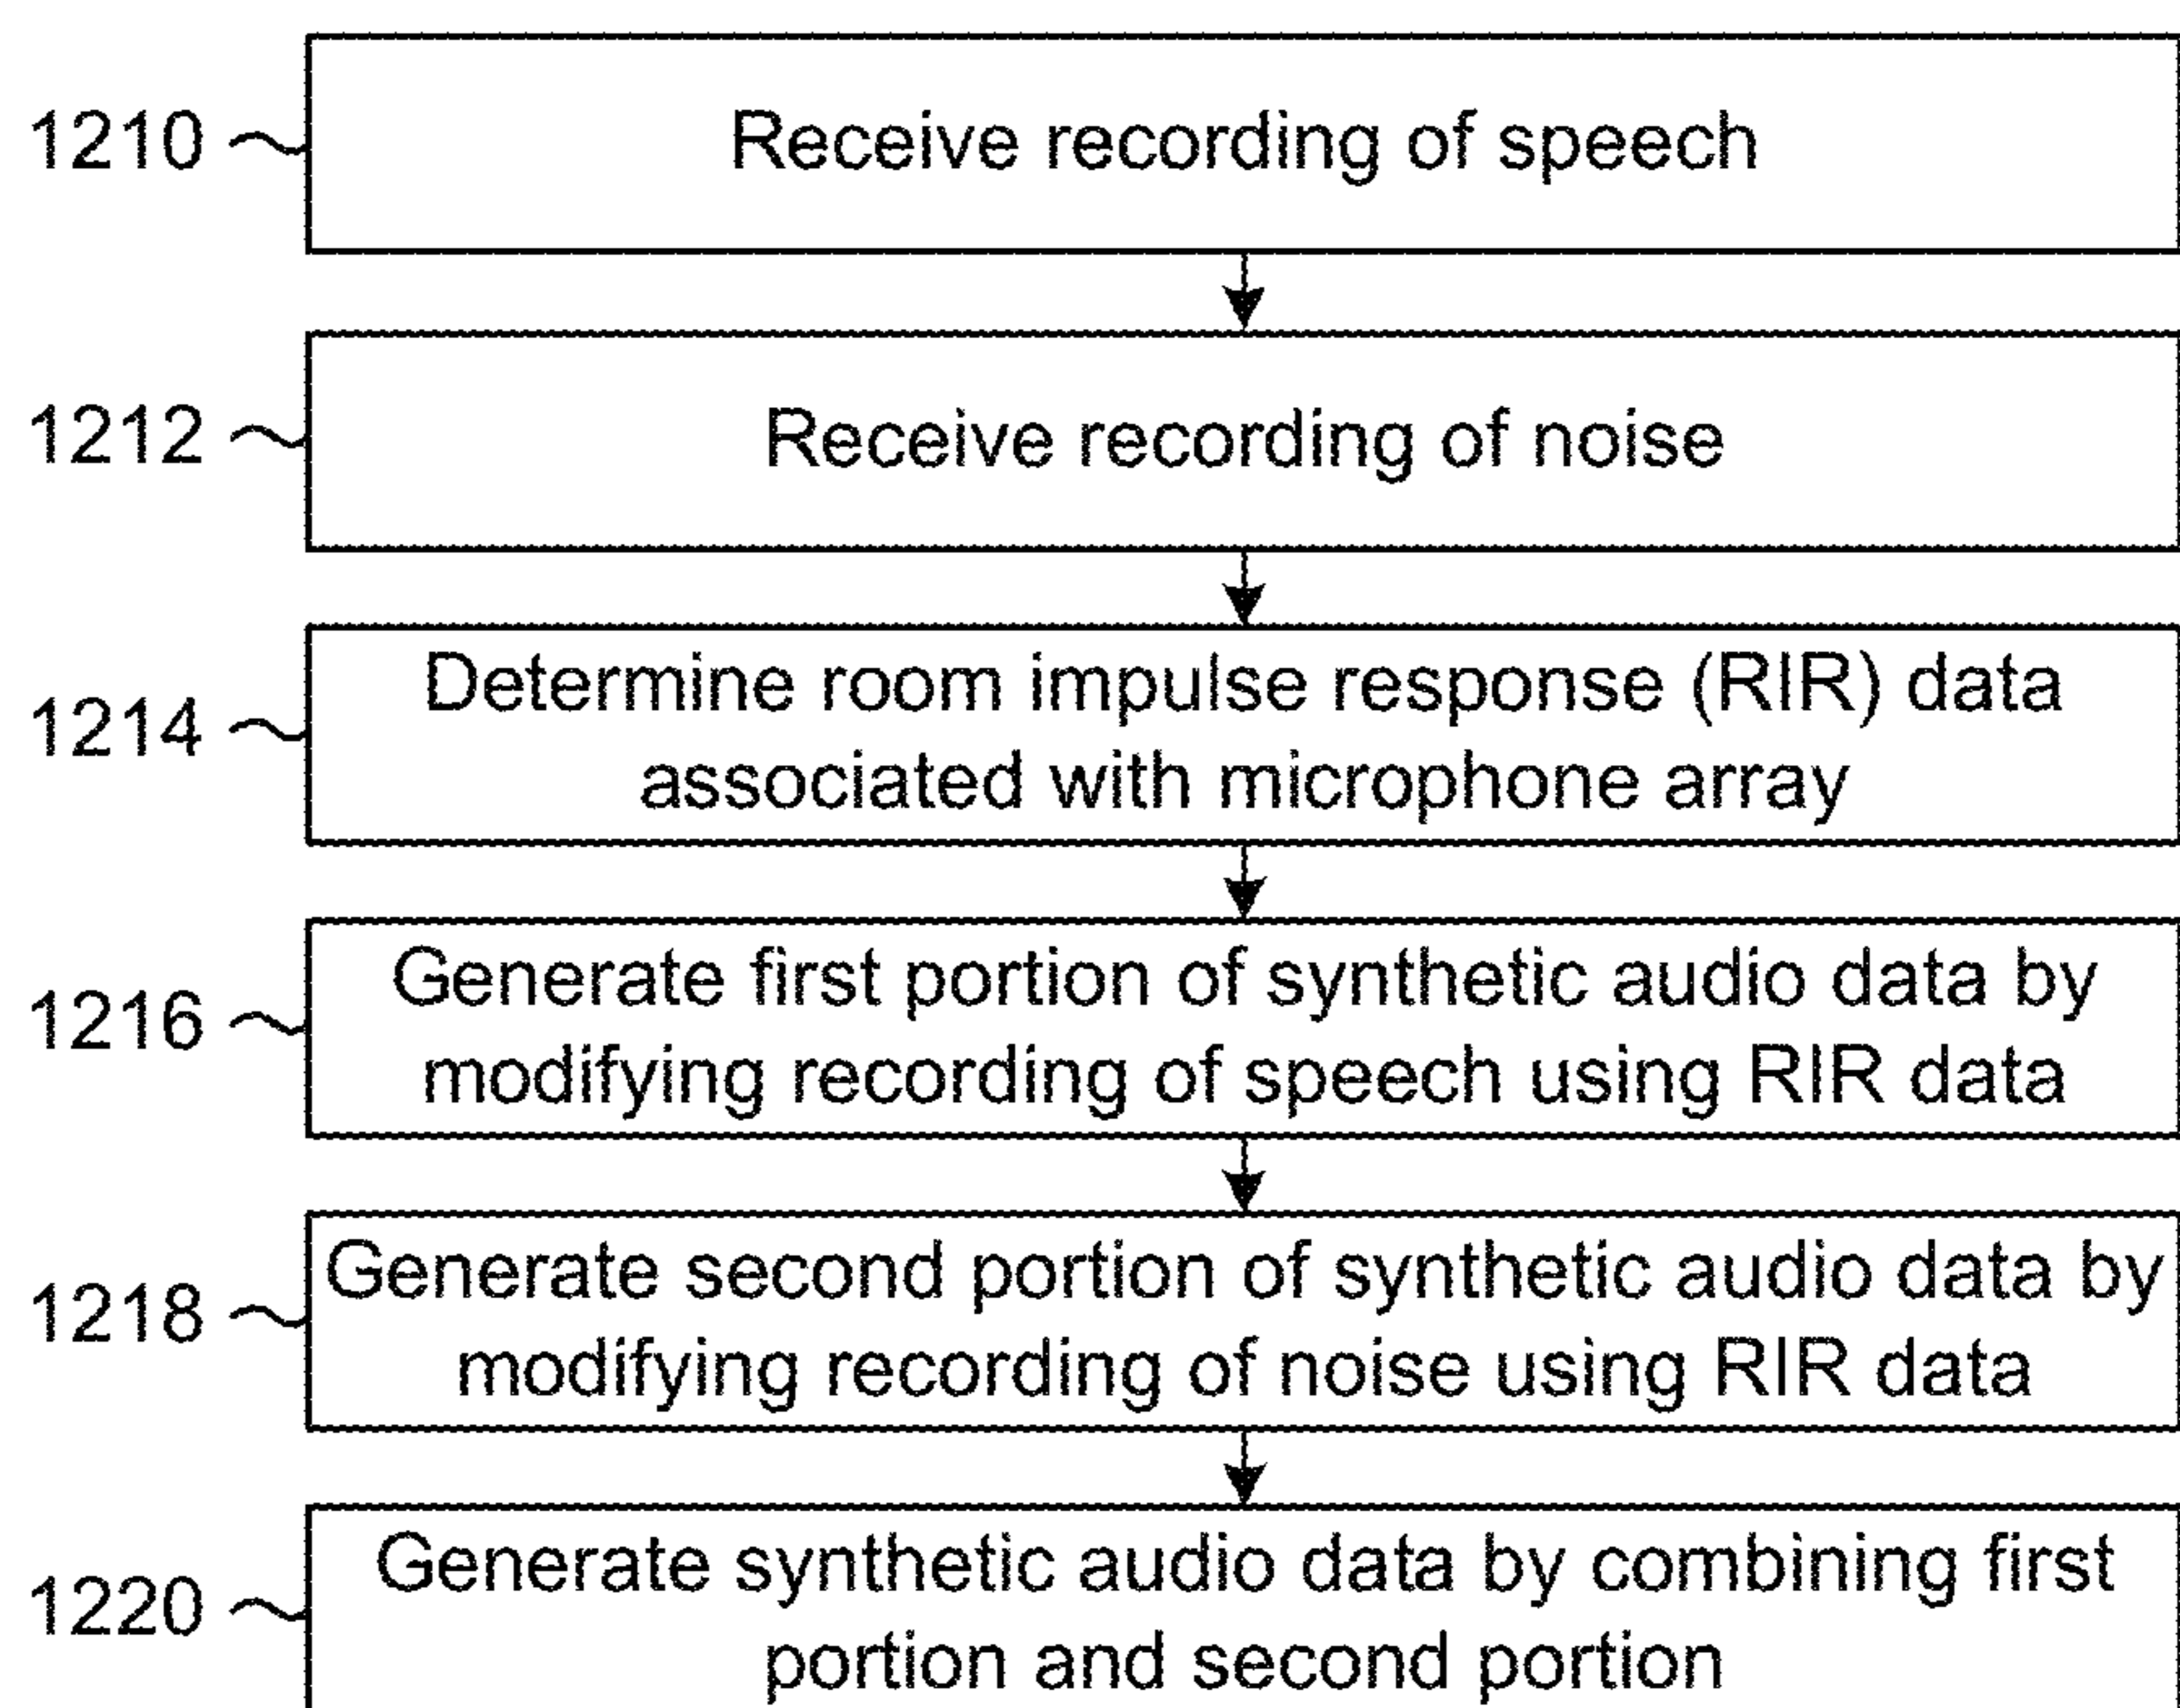 1210
Receive recording of speech
1212
Receive recording of noise
1214
Determine room impulse response (RIR) data
associated with microphone array
1216
Generate first portion of synthetic audio data by
modifying recording of speech using RIR data
1218
Generate second portion of synthetic audio data by
modifying recording of noise using RIR data
1220
Generate synthetic audio data by combining first
portion and second portion